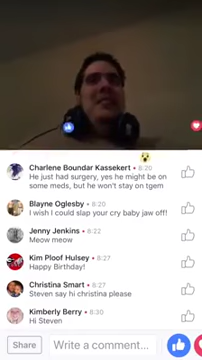 Charlene Boundar Kassekert • 8:20
He just had surgery, yes he might be on
some meds, but he won't stay on tgem
Blayne Oglesby • 8:20
I wish I could slap your cry baby jaw off!
Jenny Jenkins • 8:22
Meow meow
Kim Ploof Hulsey • 8:27
Happy Birthday!
Christina Smart • 8:27
Steven say hi christina please
Kimberly Berry • 8:30
Hi Steven
Share
Write a comment...